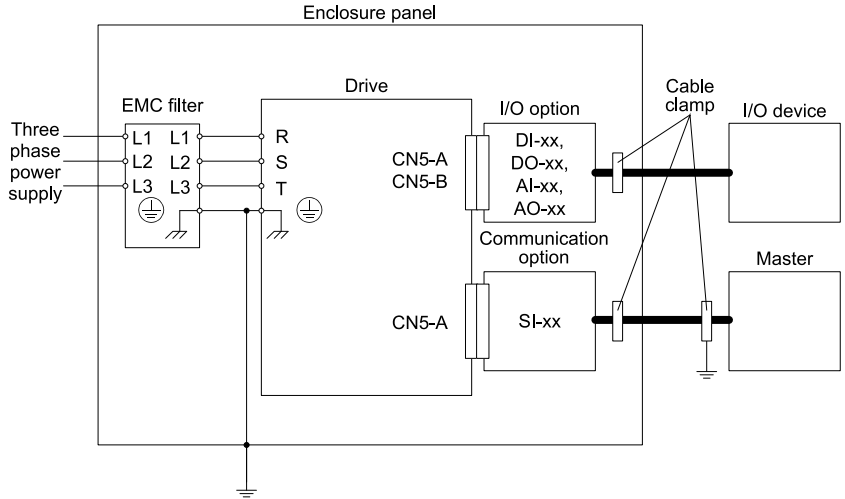 Enclosure panel
Drive
EMC filter
Three
phase
power
supply
L1 L1
L2 L2
L3 L3
R
S
T
CN5-A
CN5-B
I/O option
DI-xx,
DO-xx,
AI-xx,
AO-xx
Cable
clamp
I/O device
Communication
option
CN5-A
SI-xx
Master